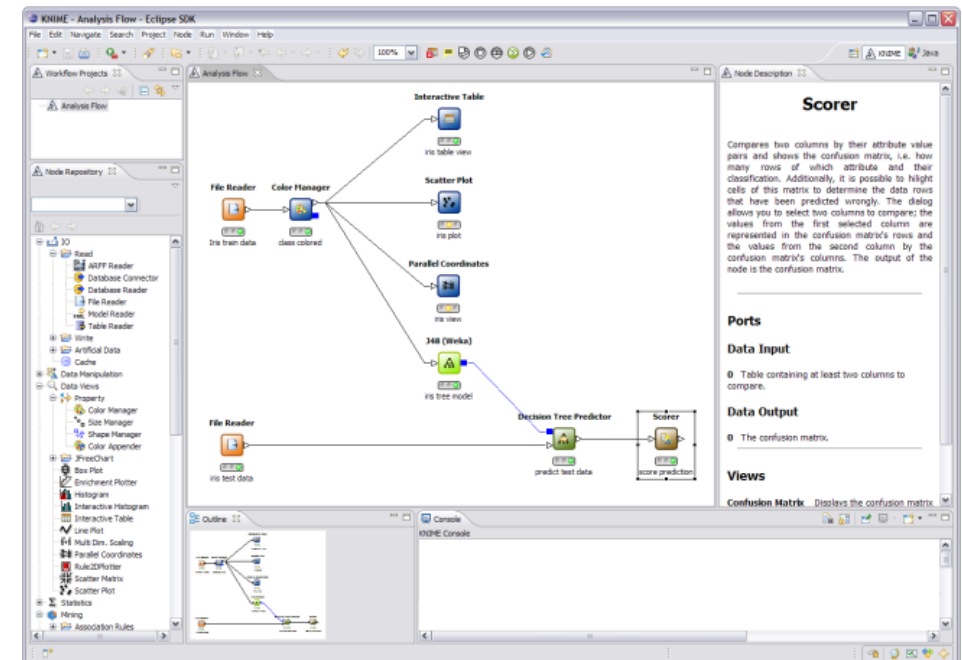 KNIME - Analysis Flow - Eclipse SDK
File Edit Navigate Search Project Node Run Window Help
100%
KNIME Java
Workflow Projects
Analysis Flow
Node Repository
IO
Read
ARFF Reader
Database Connector
Database Reader
File Reader
Model Reader
Table Reader
Write
Artificial Data
Cache
Data Manipulation
Data Views
Property
Color Manager
Size Manager
Shape Manager
Color Appender
JFreeChart
Box Plot
Enrichment Plotter
Histogram
Interactive Histogram
Interactive Table
Line Plot
Multi Dim. Scaling
Parallel Coordinates
Rule2DPlotter
Scatter Matrix
Scatter Plot
Statistics
Mining
Association Rules
Analysis Flow
Interactive Table
iris table view
File Reader
Iris train data
Color Manager
class colored
Scatter Plot
iris plot
Parallel Coordinates
iris view
J48 (Weka)
iris tree model
File Reader
iris test data
Decision Tree Predictor
predict test data
Scorer
score prediction
Node Description
Scorer
Compares two columns by their attribute value
pairs and shows the confusion matrix, i.e. how
many rows of which attribute and their
classification. Additionally, it is possible to hilight
cells of this matrix to determine the data rows
that have been predicted wrongly. The dialog
allows you to select two columns to compare; the
values from the first selected column are
represented in the confusion matrix's rows and
the values from the second column by the
confusion matrix's columns. The output of the
node is the confusion matrix.
Ports
Data Input
0 Table containing at least two columns to
compare.
Data Output
0 The confusion matrix.
Views
Confusion Matrix Displays the confusion matrix
Outline
Console
KNIME Console